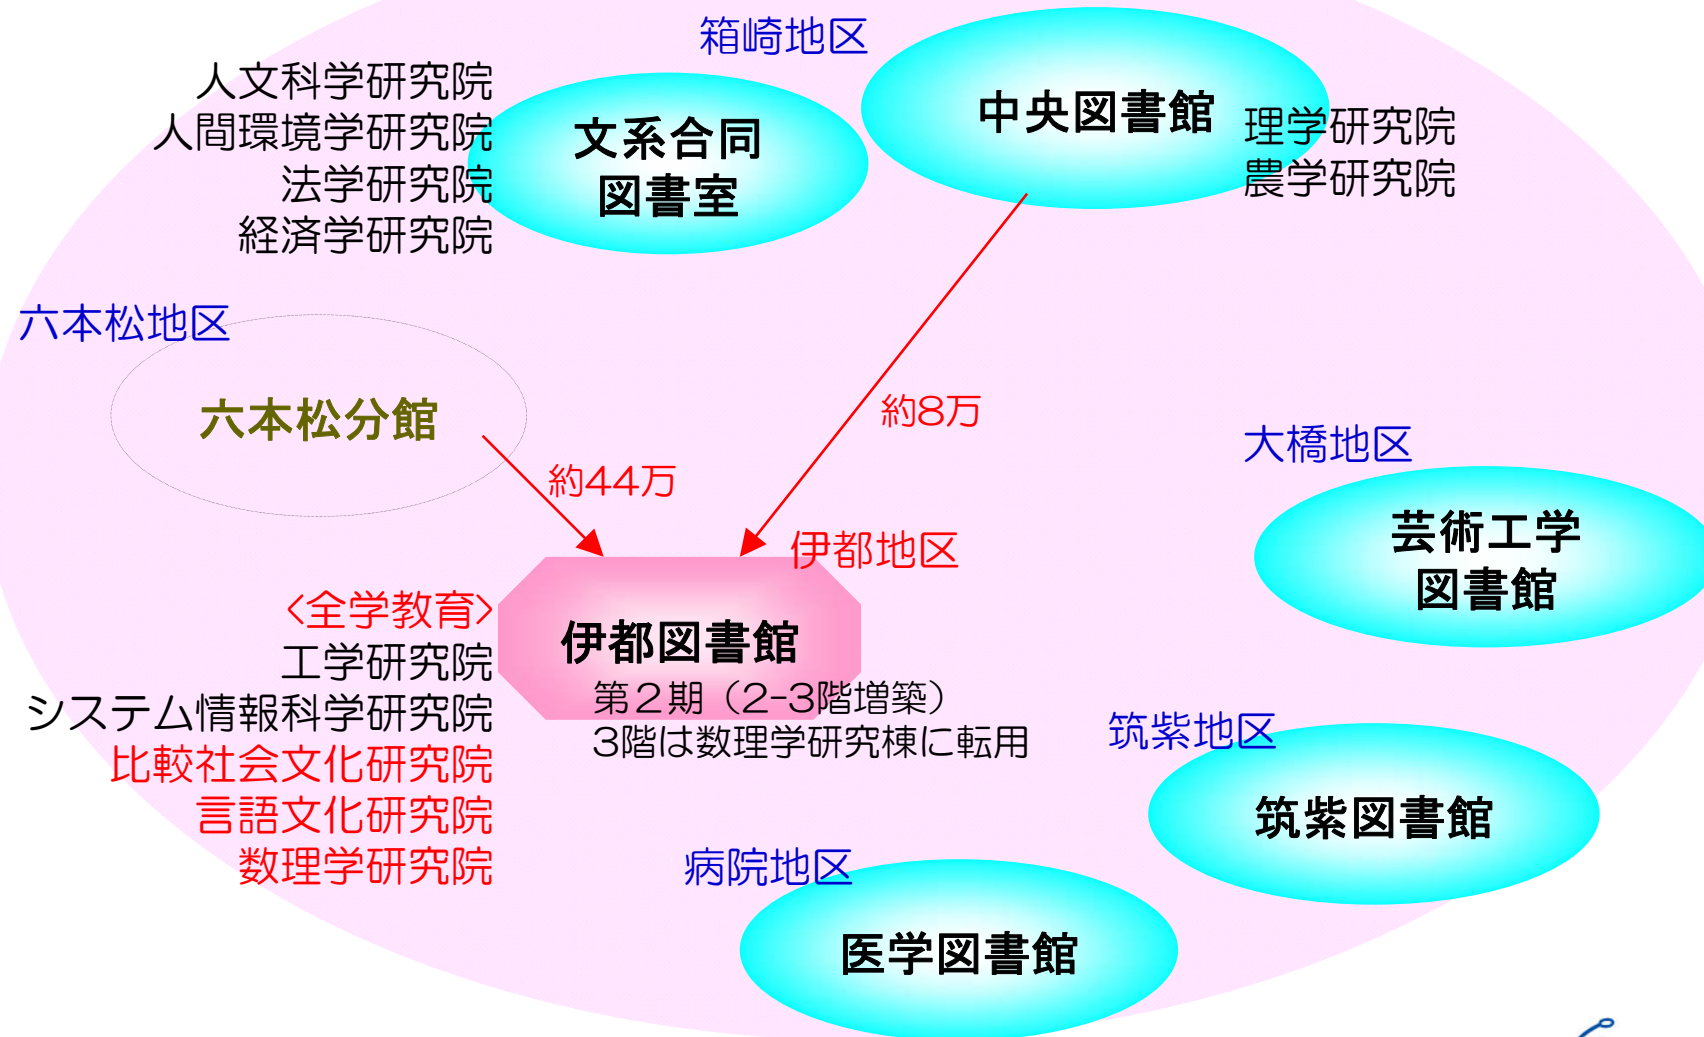 箱崎地区
人文科学研究院
人間環境学研究院
法学研究院
経済学研究院
文系合同
図書室
中央図書館
理学研究院
農学研究院
六本松地区
六本松分館
約44万
約8万
大橋地区
芸術工学
図書館
伊都地区
<全学教育>
工学研究院
システム情報科学研究院
比較社会文化研究院
言語文化研究院
数理学研究院
伊都図書館
第２期（2-3階増築）
3階は数理学研究棟に転用
筑紫地区
筑紫図書館
病院地区
医学図書館